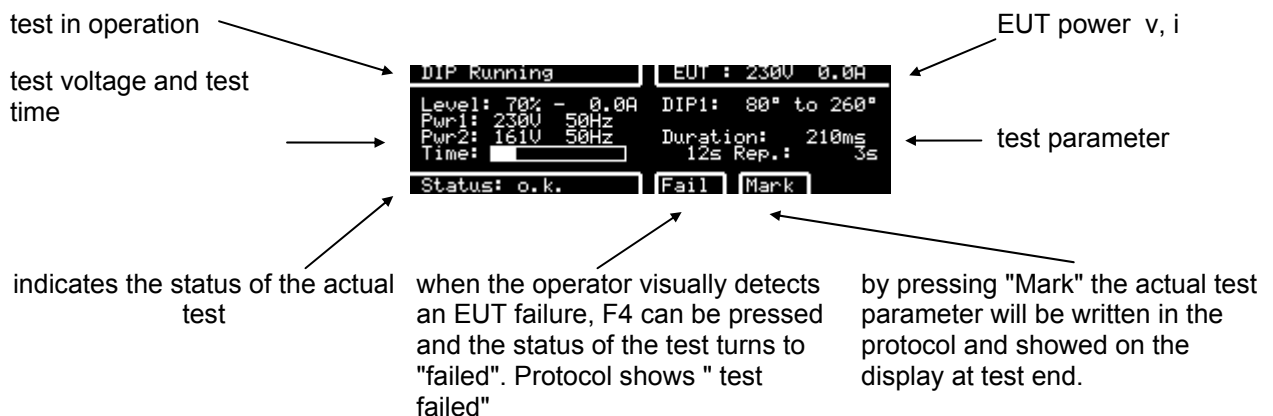 test in operation
EUT power v, i
test voltage and test
time
DIP Running
EUT : 230V 0.0A
Level: 70% - 0.0A
DIP1: 80° to 260°
Pwr1: 230V 50Hz
Pwr2: 161V 50Hz
Duration: 210ms
Time:
12s Rep.: 3s
test parameter
Status: o.k.
Fail
Mark
indicates the status of the actual
test
when the operator visually detects
an EUT failure, F4 can be pressed
and the status of the test turns to
"failed". Protocol shows " test
failed"
by pressing "Mark" the actual test
parameter will be written in the
protocol and showed on the
display at test end.